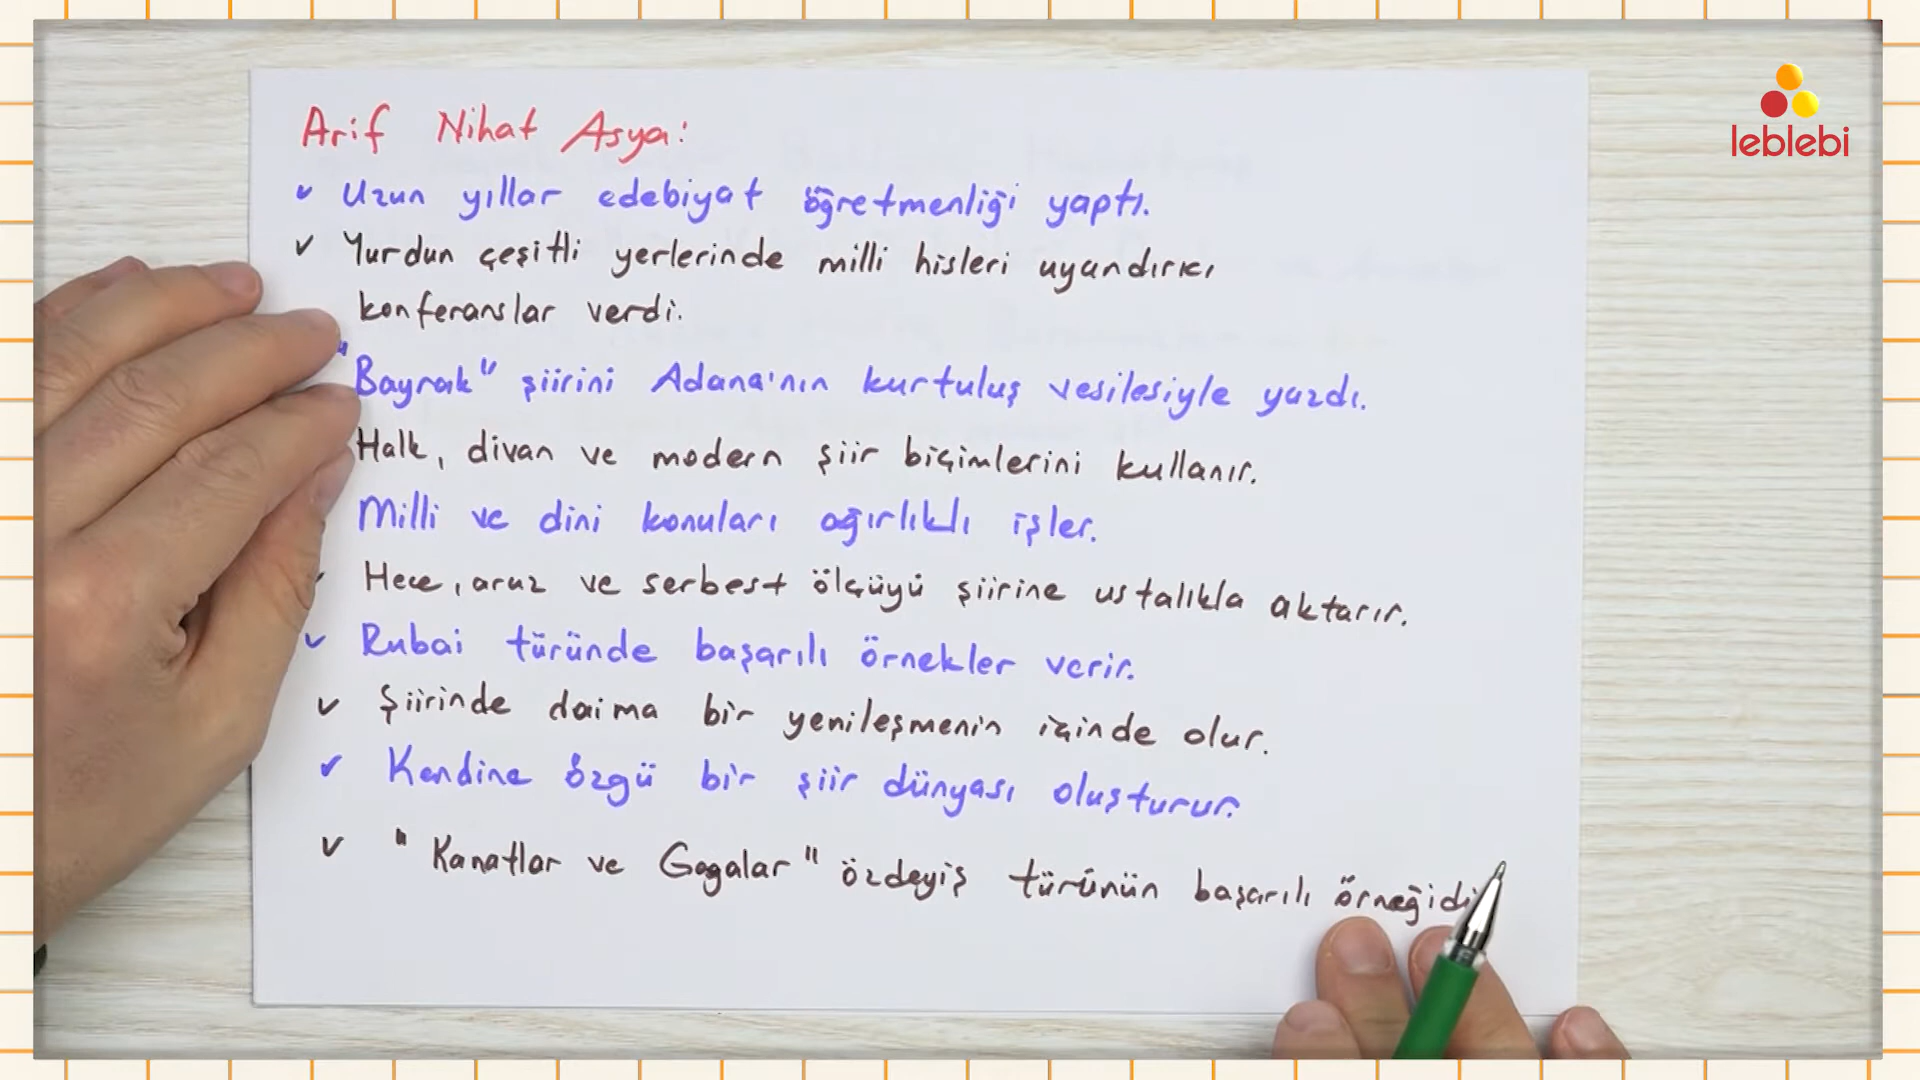 leblebi
Arif Nihat Asya:
✓ Uzun yıllar edebiyat öğretmenliği yaptı.
✓ Yurdun çeşitli yerlerinde milli hisleri uyandırıcı
konferanslar verdi.
"Bayrak" şiirini Adana'nın kurtuluş vesilesiyle yazdı.
Halk, divan ve modern şiir biçimlerini kullanır.
Milli ve dini konuları ağırlıklı işler.
Hece, aruz ve serbest ölçüyü şiirine ustalıkla aktarır.
✓ Rubai türünde başarılı örnekler verir.
✓ Şiirinde daima bir yenileşmenin içinde olur.
✓ Kendine özgü bir şiir dünyası oluşturur.
✓ "Kanatlar ve Gagalar" özdeyiş türünün başarılı örneğidi